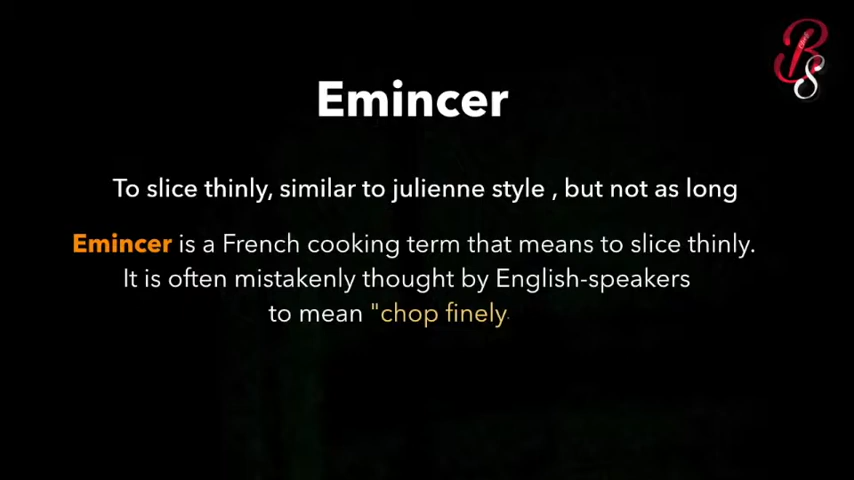 Emincer
To slice thinly, similar to julienne style , but not as long
Emincer is a French cooking term that means to slice thinly.
It is often mistakenly thought by English-speakers
to mean "chop finely